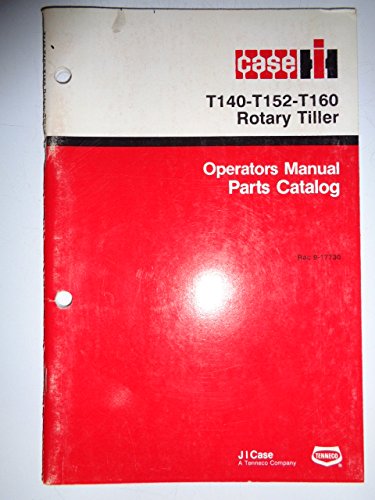 CASE IH
T140-T152-T160
Rotary Tiller
Operators Manual
Parts Catalog
Rac 9-17730
J I Case
A Tenneco Company
TENNECO